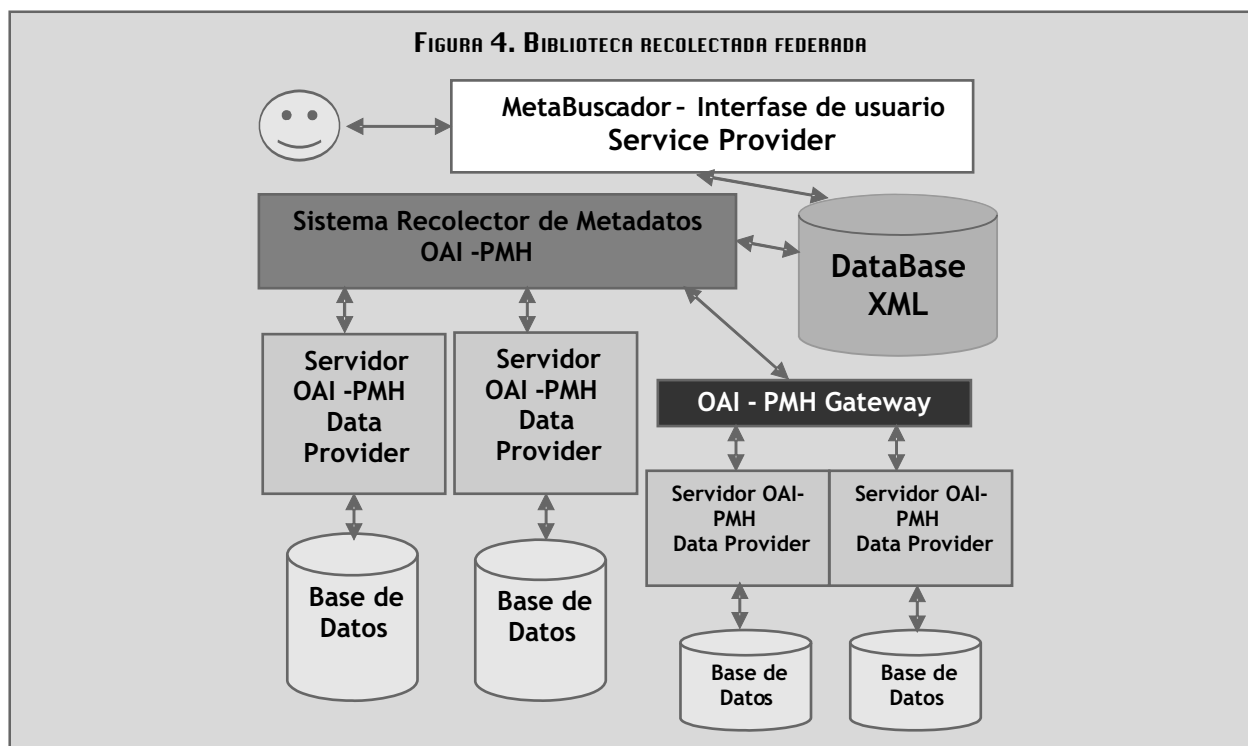 FIGURA 4. BIBLIOTECA RECOLECTADA FEDERADA
MetaBuscador – Interfase de usuario
Service Provider
Sistema Recolector de Metadatos
OAI -PMH
DataBase
XML
Servidor
OAI -PMH
Data
Provider
Servidor
OAI -PMH
Data
Provider
OAI - PMH Gateway
Servidor OAI-
PMH
Data Provider
Servidor OAI-
PMH
Data Provider
Base de
Datos
Base de
Datos
Base de
Datos
Base de
Datos